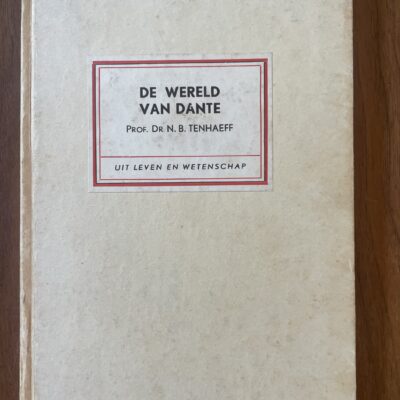 DE WERELD
VAN DANTE
PROF. DR N. B. TENHAEFF
UIT LEVEN EN WETENSCHAP